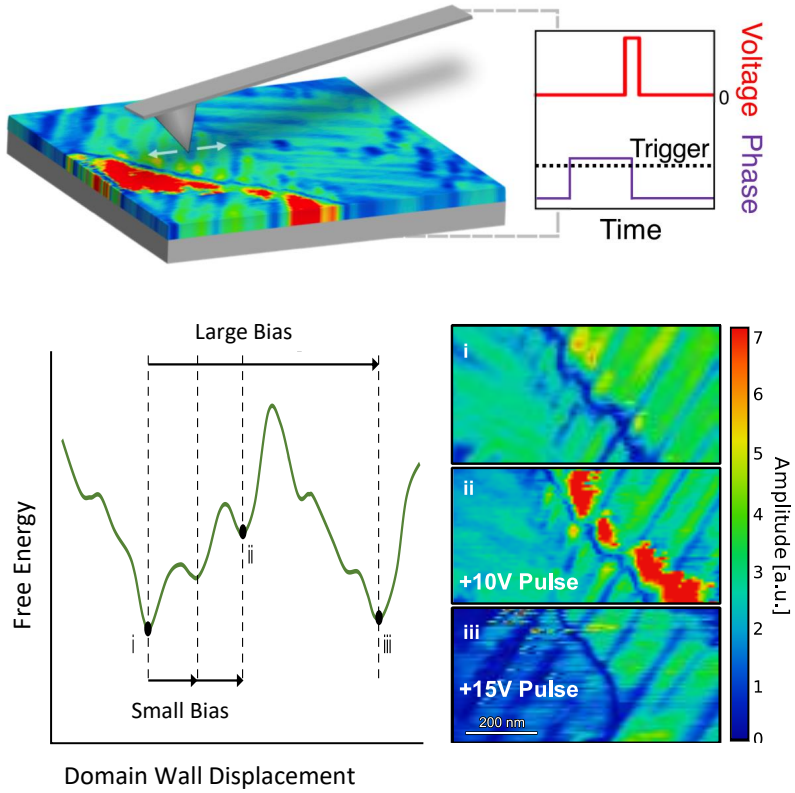 Voltage
0
Phase
Trigger
Time
Large Bias
Free Energy
i
ii
iii
Small Bias
Domain Wall Displacement
i
ii
+10V Pulse
iii
+15V Pulse
200 nm
7
6
5
4
3
2
1
0
Amplitude [a.u.]